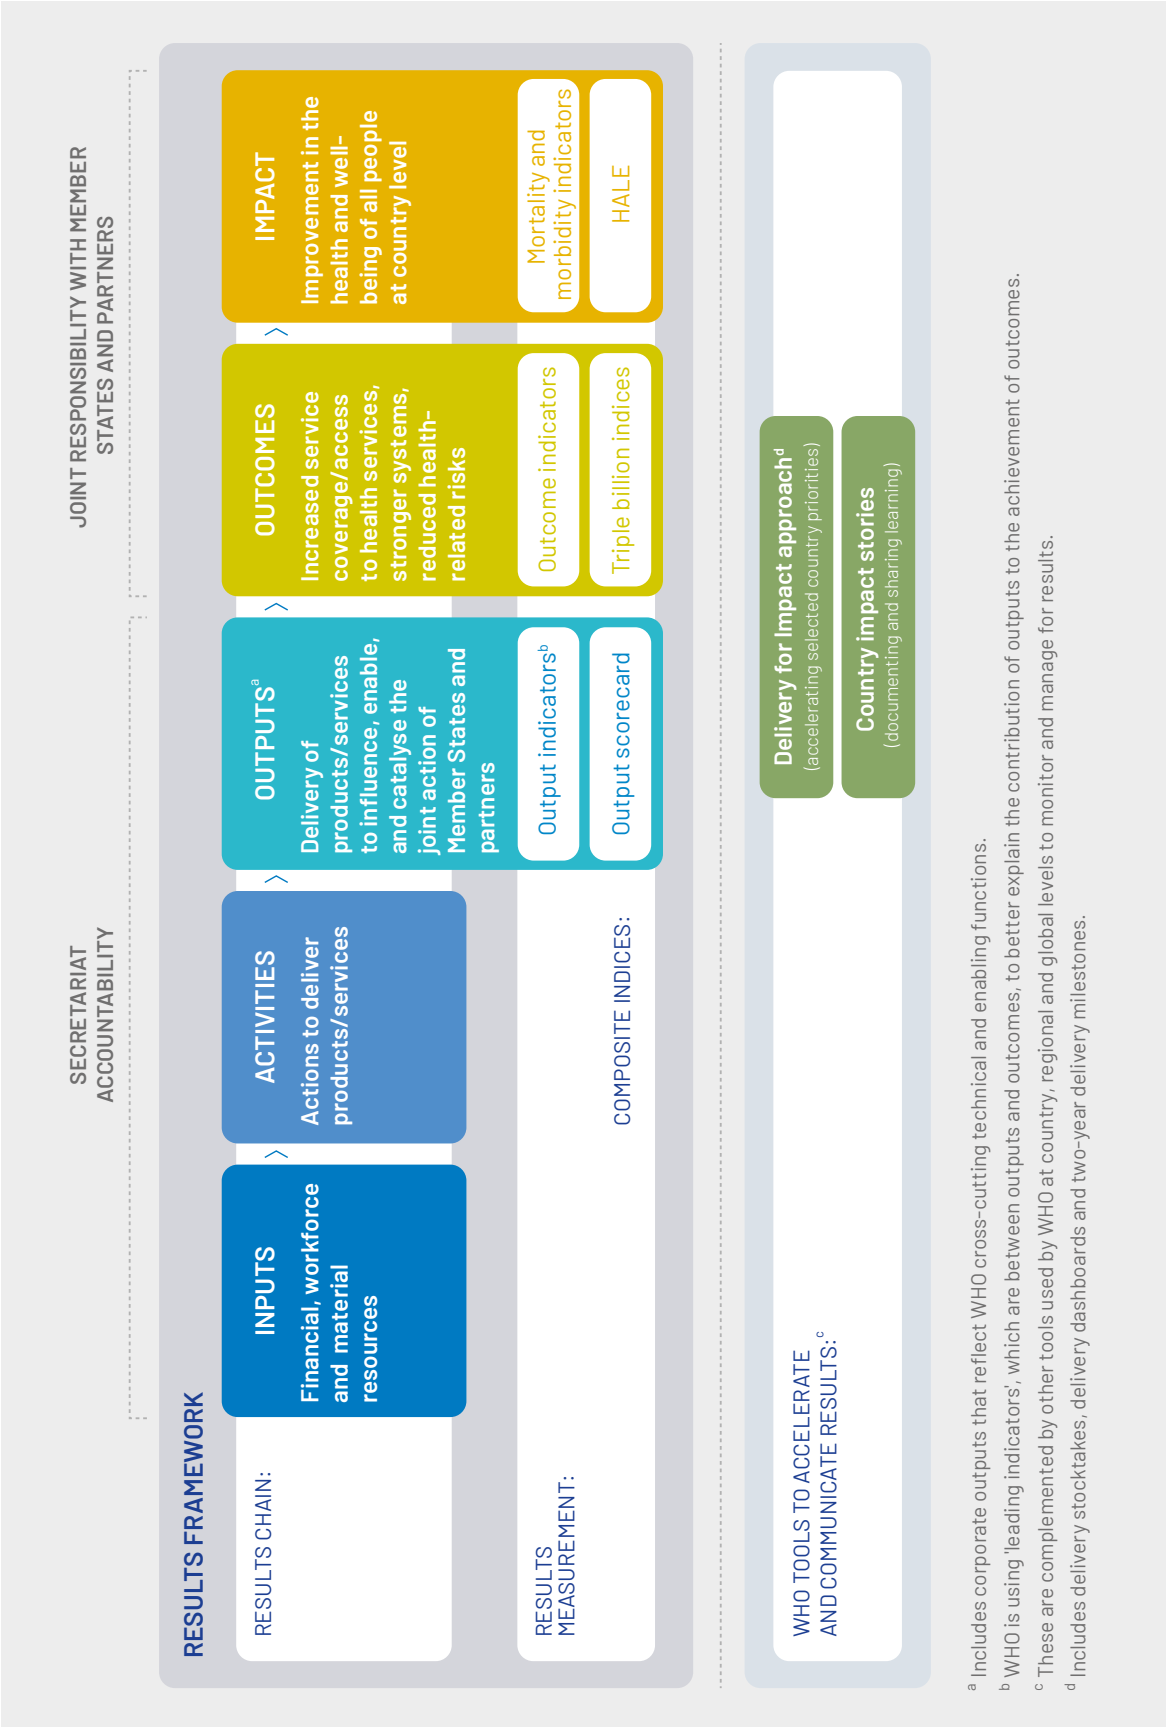 SECRETARIAT
ACCOUNTABILITY
JOINT RESPONSIBILITY WITH MEMBER
STATES AND PARTNERS
RESULTS FRAMEWORK
RESULTS CHAIN:
INPUTS
Financial, workforce
and material
resources
ACTIVITIES
Actions to deliver
products/services
OUTPUTSᵃ
Delivery of
products/services
to influence, enable,
and catalyse the
joint action of
Member States and
partners
OUTCOMES
Increased service
coverage/access
to health services,
stronger systems,
reduced health-
related risks
IMPACT
Improvement in the
health and well-
being of all people
at country level
RESULTS
MEASUREMENT:
Output indicatorsᵇ
Outcome indicators
Mortality and
morbidity indicators
COMPOSITE INDICES:
Output scorecard
Triple billion indices
HALE
WHO TOOLS TO ACCELERATE
AND COMMUNICATE RESULTS:ᶜ
Delivery for Impact approachᵈ
(accelerating selected country priorities)
Country impact stories
(documenting and sharing learning)
ᵃ Includes corporate outputs that reflect WHO cross-cutting technical and enabling functions.
ᵇ WHO is using 'leading indicators', which are between outputs and outcomes, to better explain the contribution of outputs to the achievement of outcomes.
ᶜ These are complemented by other tools used by WHO at country, regional and global levels to monitor and manage for results.
ᵈ Includes delivery stocktakes, delivery dashboards and two-year delivery milestones.